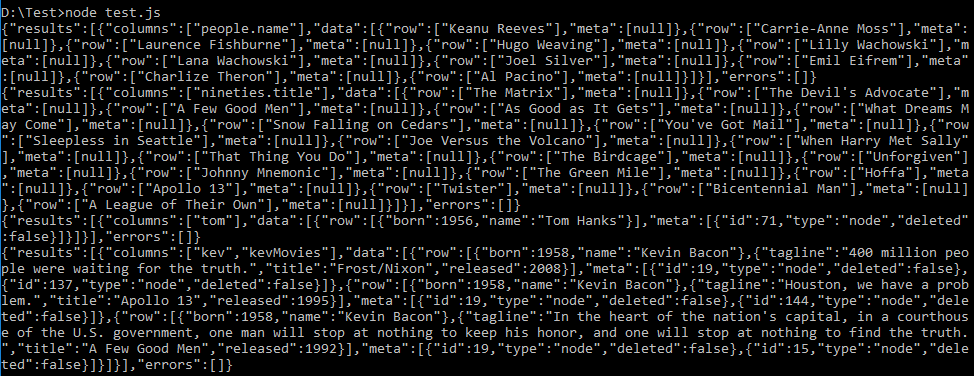 D:\Test>node test.js
{"results":[{"columns":["people.name"],"data":[{"row":["Keanu Reeves"],"meta":[null]},{"row":["Carrie-Anne Moss"],"meta":
[null]},{"row":["Laurence Fishburne"],"meta":[null]},{"row":["Hugo Weaving"],"meta":[null]},{"row":["Lilly Wachowski"],"m
eta":[null]},{"row":["Lana Wachowski"],"meta":[null]},{"row":["Joel Silver"],"meta":[null]},{"row":["Emil Eifrem"],"meta"
:[null]},{"row":["Charlize Theron"],"meta":[null]},{"row":["Al Pacino"],"meta":[null]}]}],"errors":[]}
{"results":[{"columns":["nineties.title"],"data":[{"row":["The Matrix"],"meta":[null]},{"row":["The Devil's Advocate"],"m
eta":[null]},{"row":["A Few Good Men"],"meta":[null]},{"row":["As Good as It Gets"],"meta":[null]},{"row":["What Dreams M
ay Come"],"meta":[null]},{"row":["Snow Falling on Cedars"],"meta":[null]},{"row":["You've Got Mail"],"meta":[null]},{"row
":["Sleepless in Seattle"],"meta":[null]},{"row":["Joe Versus the Volcano"],"meta":[null]},{"row":["When Harry Met Sally"
],"meta":[null]},{"row":["That Thing You Do"],"meta":[null]},{"row":["The Birdcage"],"meta":[null]},{"row":["Unforgiven"]
,"meta":[null]},{"row":["Johnny Mnemonic"],"meta":[null]},{"row":["The Green Mile"],"meta":[null]},{"row":["Hoffa"],"meta
":[null]},{"row":["Apollo 13"],"meta":[null]},{"row":["Twister"],"meta":[null]},{"row":["Bicentennial Man"],"meta":[null]
},{"row":["A League of Their Own"],"meta":[null]}]}],"errors":[]}
{"results":[{"columns":["tom"],"data":[{"row":[{"born":1956,"name":"Tom Hanks"}],"meta":[{"id":71,"type":"node","deleted"
:false}]}]}],"errors":[]}
{"results":[{"columns":["kev","kevMovies"],"data":[{"row":[{"born":1958,"name":"Kevin Bacon"},{"tagline":"400 million peo
ple were waiting for the truth.","title":"Frost/Nixon","released":2008}],"meta":[{"id":19,"type":"node","deleted":false},
{"id":137,"type":"node","deleted":false}]},{"row":[{"born":1958,"name":"Kevin Bacon"},{"tagline":"Houston, we have a prob
lem.","title":"Apollo 13","released":1995}],"meta":[{"id":19,"type":"node","deleted":false},{"id":144,"type":"node","dele
ted":false}]},{"row":[{"born":1958,"name":"Kevin Bacon"},{"tagline":"In the heart of the nation's capital, in a courthous
e of the U.S. government, one man will stop at nothing to keep his honor, and one will stop at nothing to find the truth.
","title":"A Few Good Men","released":1992}],"meta":[{"id":19,"type":"node","deleted":false},{"id":15,"type":"node","dele
ted":false}]}]}],"errors":[]}